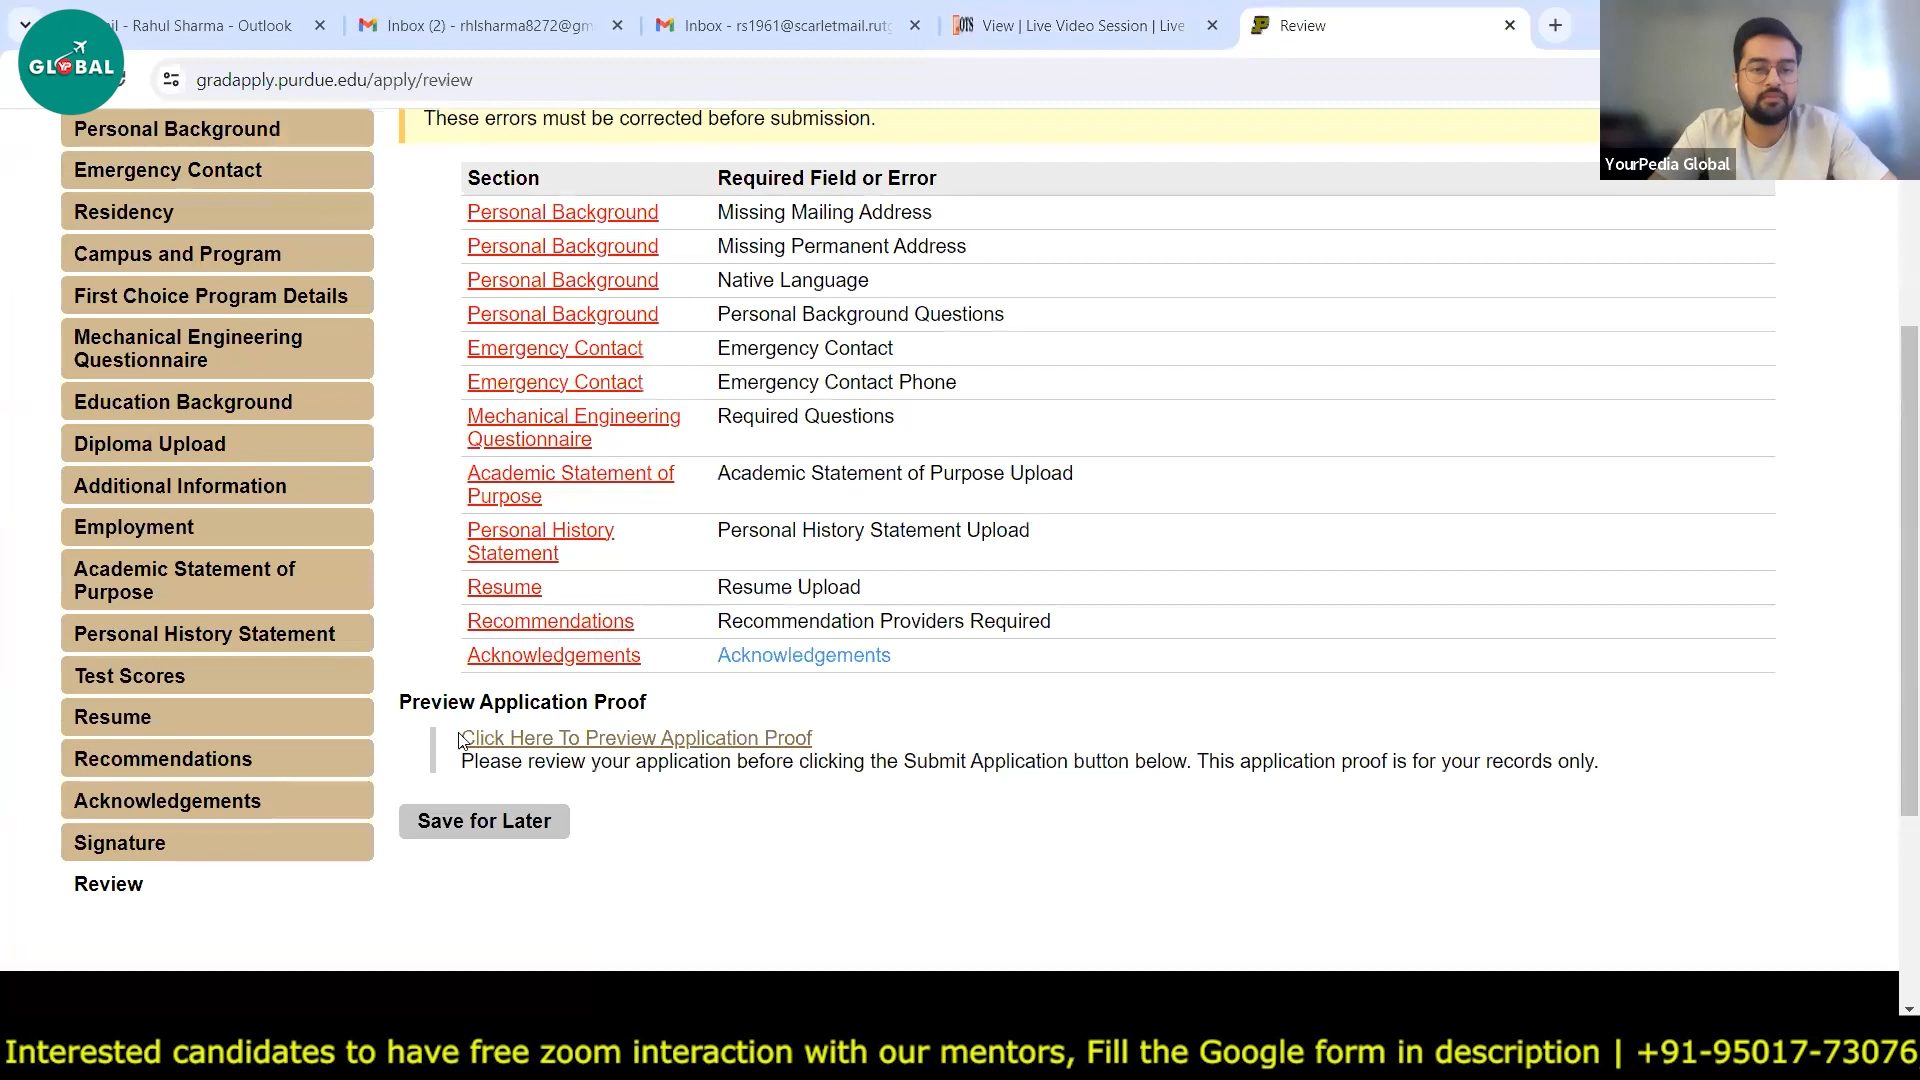 il - Rahul Sharma - Outlook
Inbox (2) - rhlsharma8272@gm
Inbox - rs1961@scarletmail.rutg
View | Live Video Session | Live
Review
GLOBAL
YP
gradapply.purdue.edu/apply/review
YourPedia Global
Personal Background
Emergency Contact
Residency
Campus and Program
First Choice Program Details
Mechanical Engineering
Questionnaire
Education Background
Diploma Upload
Additional Information
Employment
Academic Statement of
Purpose
Personal History Statement
Test Scores
Resume
Recommendations
Acknowledgements
Signature
Review
These errors must be corrected before submission.
Section Required Field or Error
Personal Background Missing Mailing Address
Personal Background Missing Permanent Address
Personal Background Native Language
Personal Background Personal Background Questions
Emergency Contact Emergency Contact
Emergency Contact Emergency Contact Phone
Mechanical Engineering Required Questions
Questionnaire
Academic Statement of Academic Statement of Purpose Upload
Purpose
Personal History Personal History Statement Upload
Statement
Resume Resume Upload
Recommendations Recommendation Providers Required
Acknowledgements Acknowledgements
Preview Application Proof
Click Here To Preview Application Proof
Please review your application before clicking the Submit Application button below. This application proof is for your records only.
Save for Later
Interested candidates to have free zoom interaction with our mentors, Fill the Google form in description | +91-95017-73076